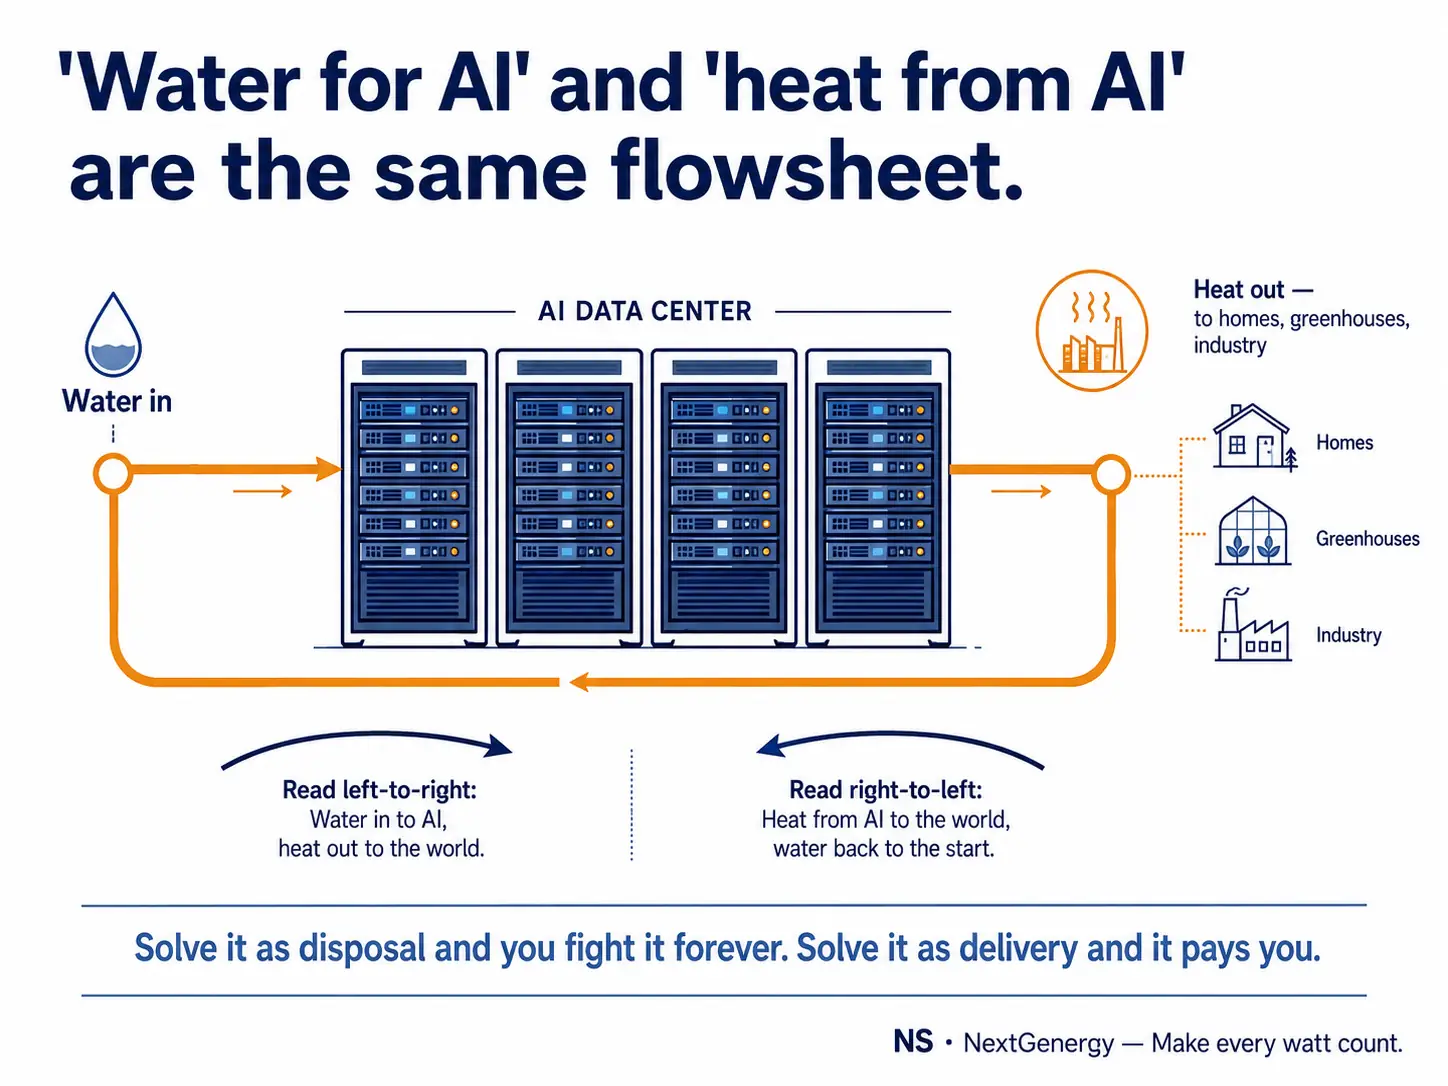 'Water for AI' and 'heat from AI'
are the same flowsheet.
Water in
AI DATA CENTER
Heat out —
to homes, greenhouses,
industry
Homes
Greenhouses
Industry
Read left-to-right:
Water in to AI,
heat out to the world.
Read right-to-left:
Heat from AI to the world,
water back to the start.
Solve it as disposal and you fight it forever. Solve it as delivery and it pays you.
NS • NextGenergy — Make every watt count.